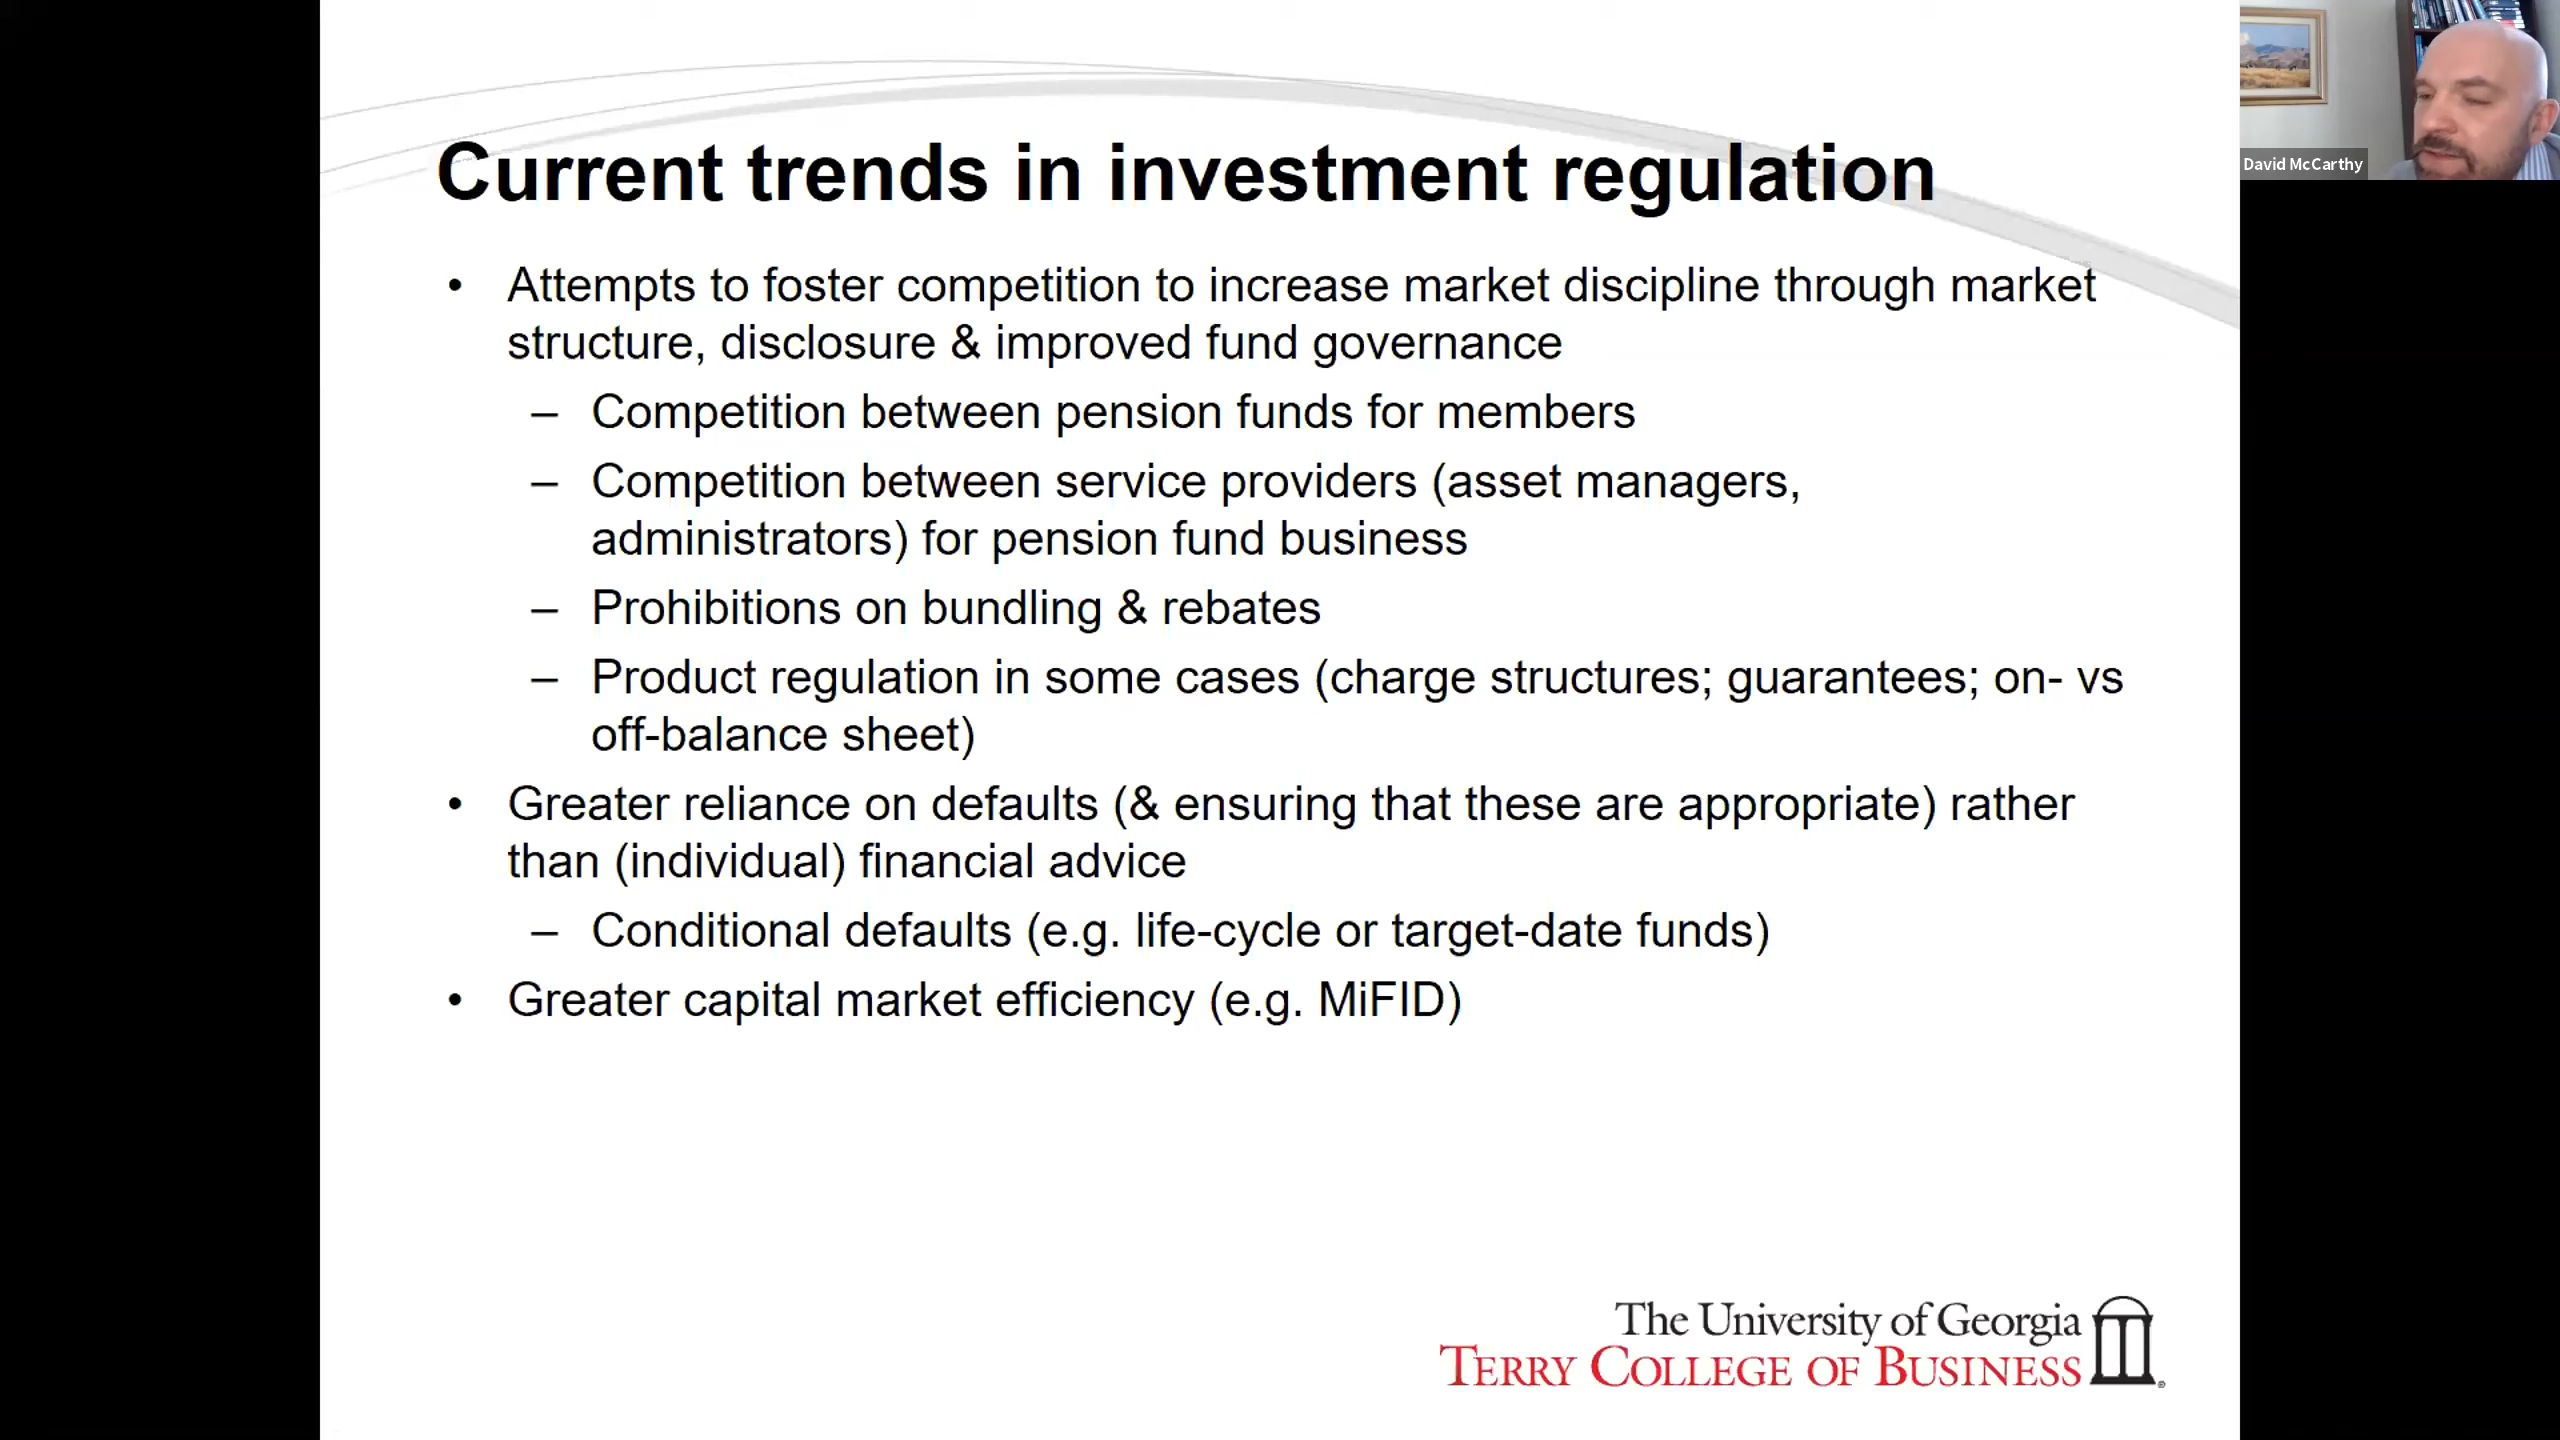 Current trends in investment regulation
David McCarthy
• Attempts to foster competition to increase market discipline through market
structure, disclosure & improved fund governance
– Competition between pension funds for members
– Competition between service providers (asset managers,
administrators) for pension fund business
– Prohibitions on bundling & rebates
– Product regulation in some cases (charge structures; guarantees; on- vs
off-balance sheet)
• Greater reliance on defaults (& ensuring that these are appropriate) rather
than (individual) financial advice
– Conditional defaults (e.g. life-cycle or target-date funds)
• Greater capital market efficiency (e.g. MiFID)
The University of Georgia
TERRY COLLEGE OF BUSINESS
®